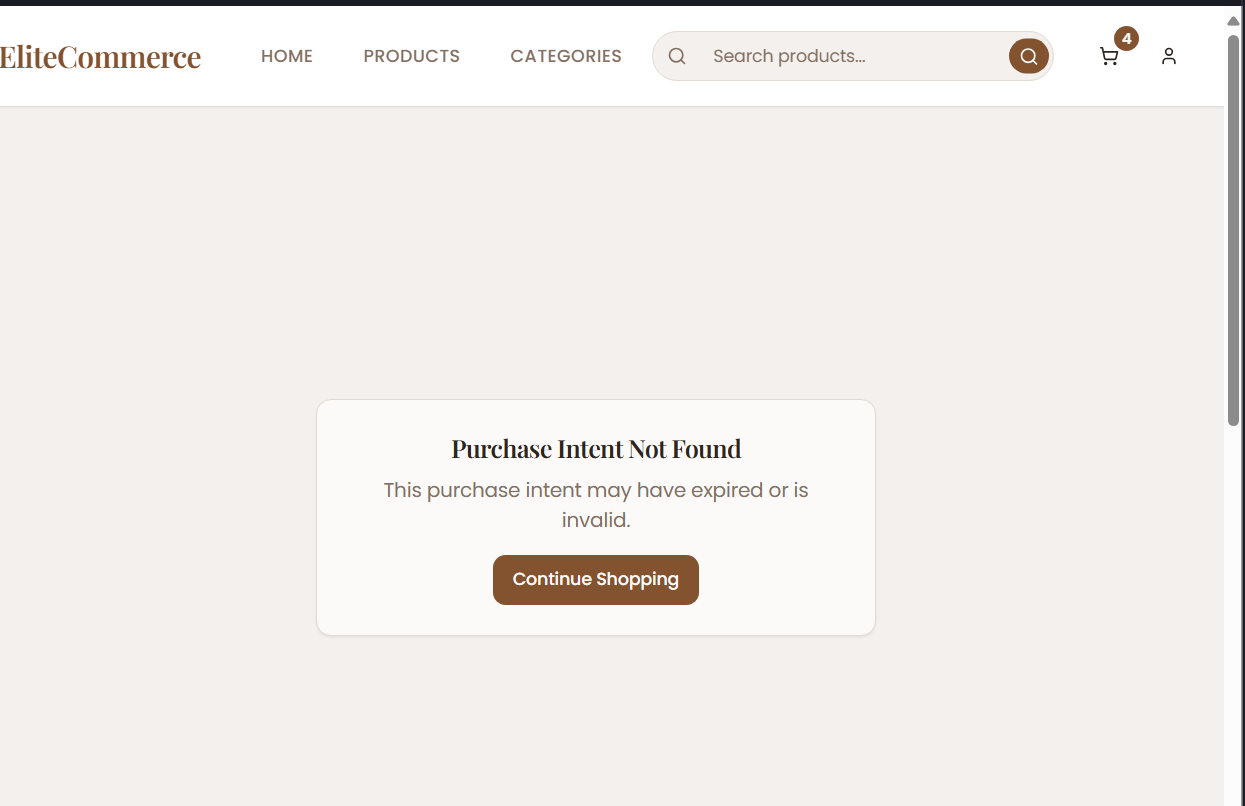 EliteCommerce
HOME
PRODUCTS
CATEGORIES
Search products...
4
Purchase Intent Not Found
This purchase intent may have expired or is
invalid.
Continue Shopping